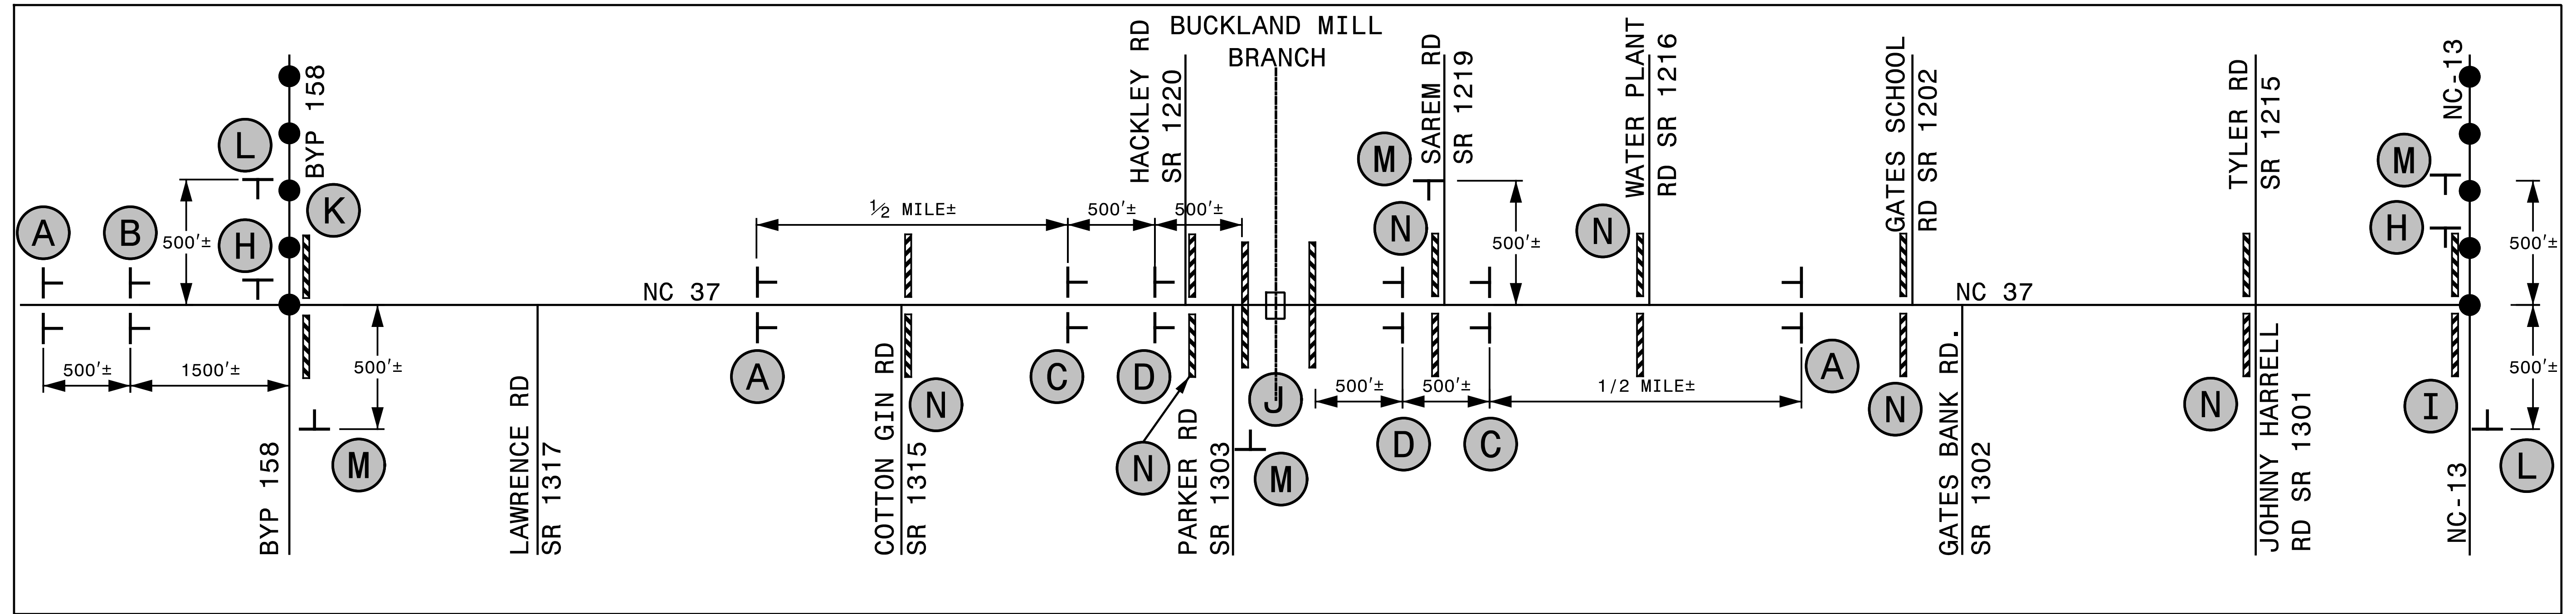 BUCKLAND MILL
BRANCH
BYP 158
HACKLEY RD
SR 1220
SAREM RD
SR 1219
WATER PLANT
RD SR 1216
GATES SCHOOL
RD SR 1202
TYLER RD
SR 1215
NC-13
A
B
L
H
K
500'±
½ MILE±
500'±
500'±
M
N
500'±
N
M
H
500'±
NC 37
NC 37
500'±
1500'±
500'±
M
A
N
C
D
N
J
M
500'±
500'±
1/2 MILE±
D
C
A
N
N
I
500'±
L
BYP 158
LAWRENCE RD
SR 1317
COTTON GIN RD
SR 1315
PARKER RD
SR 1303
GATES BANK RD.
SR 1302
JOHNNY HARRELL
RD SR 1301
NC-13